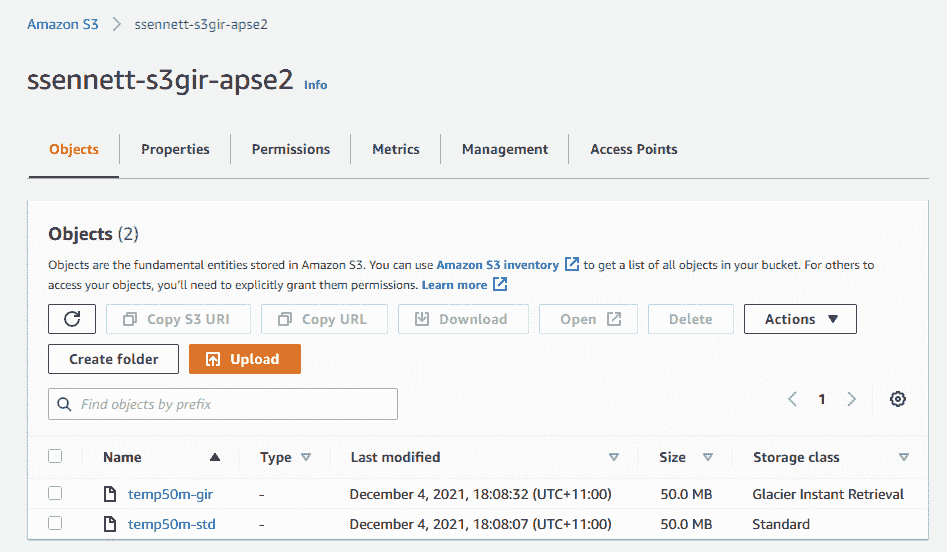 Amazon S3 > ssennett-s3gir-apse2
ssennett-s3gir-apse2 Info
Objects Properties Permissions Metrics Management Access Points
Objects (2)
Objects are the fundamental entities stored in Amazon S3. You can use Amazon S3 inventory to get a list of all objects in your bucket. For others to
access your objects, you'll need to explicitly grant them permissions. Learn more
Copy S3 URI Copy URL Download Open Delete Actions
Create folder Upload
Find objects by prefix 1
Name Type Last modified Size Storage class
temp50m-gir - December 4, 2021, 18:08:32 (UTC+11:00) 50.0 MB Glacier Instant Retrieval
temp50m-std - December 4, 2021, 18:08:07 (UTC+11:00) 50.0 MB Standard